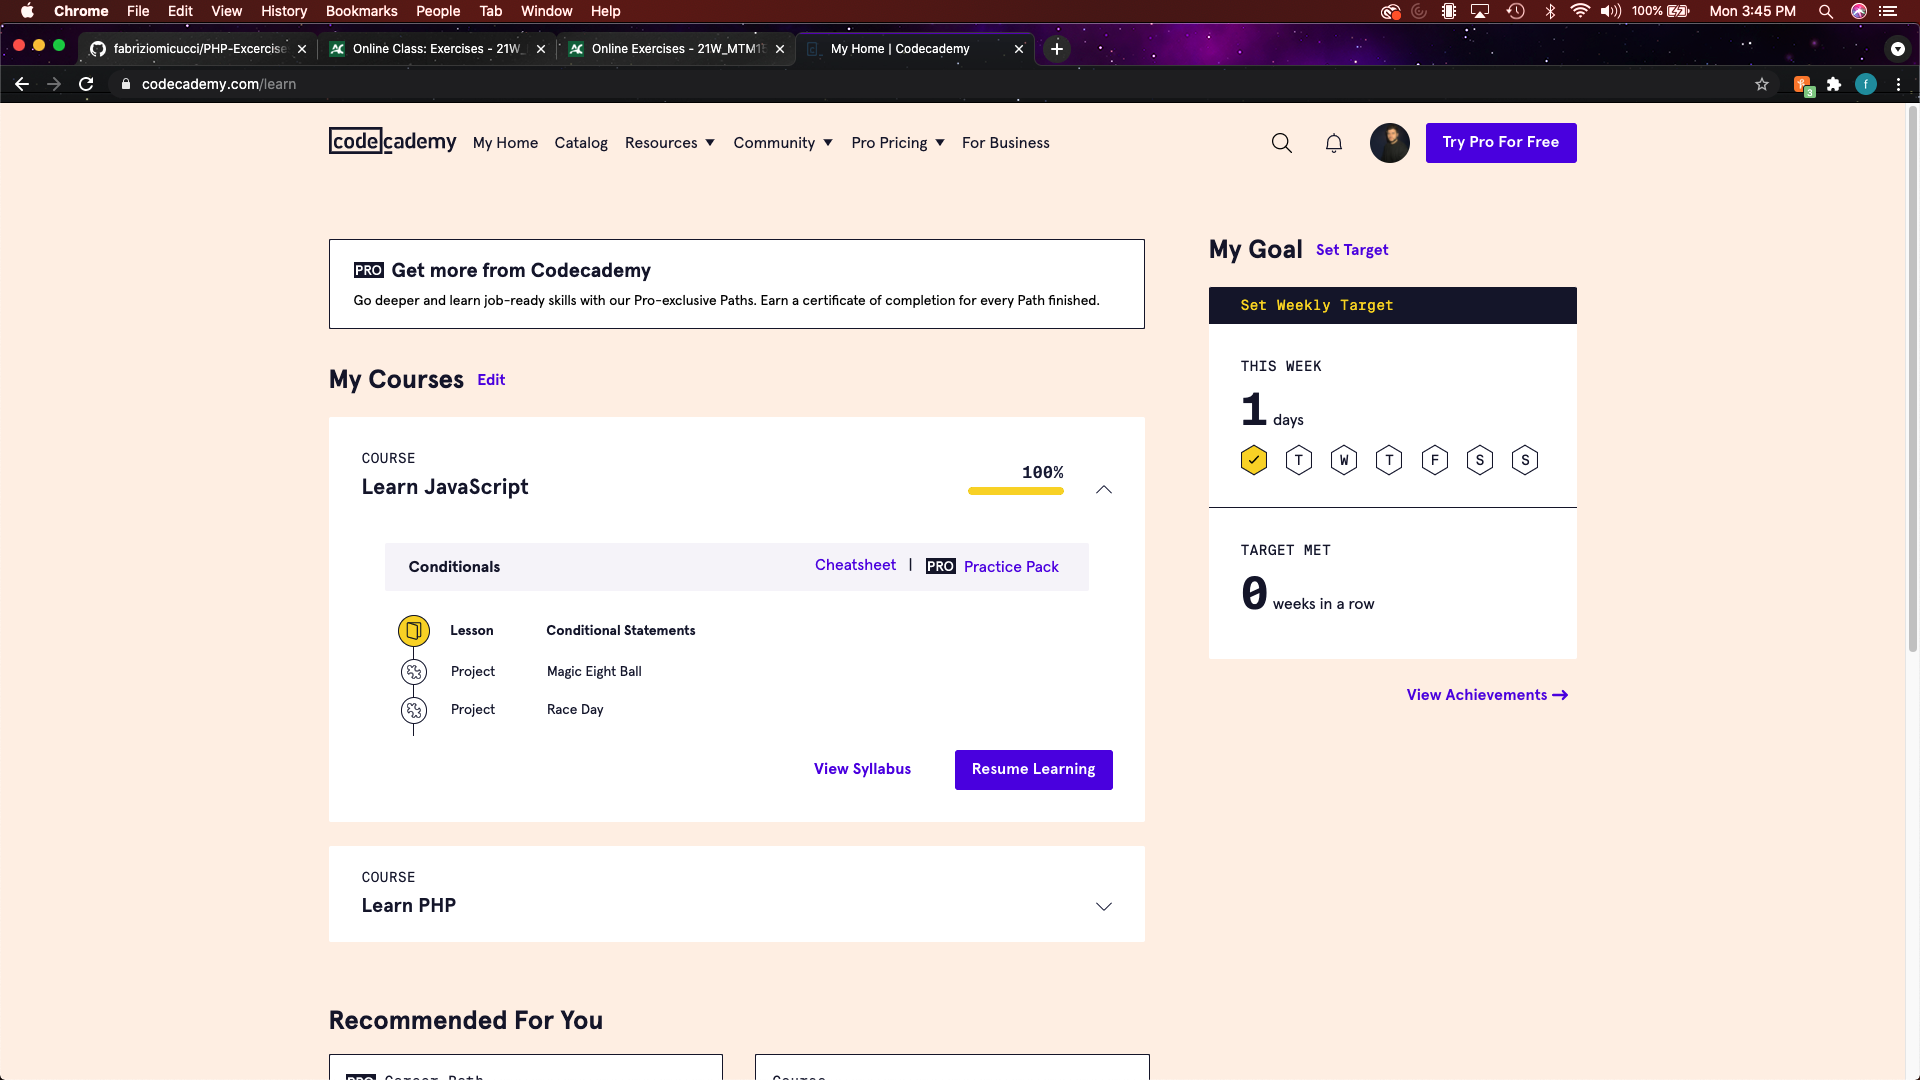 Chrome File Edit View History Bookmarks People Tab Window Help 100% Mon 3:45 PM
fabriziomicucci/PHP-Excercise Online Class: Exercises - 21W_ Online Exercises - 21W_MTM15 My Home | Codecademy
codecademy.com/learn f 3
codecademy My Home Catalog Resources Community Pro Pricing For Business Try Pro For Free
PRO Get more from Codecademy
Go deeper and learn job-ready skills with our Pro-exclusive Paths. Earn a certificate of completion for every Path finished.
My Courses Edit
COURSE
Learn JavaScript
100%
Conditionals Cheatsheet | PRO Practice Pack
Lesson Conditional Statements
Project Magic Eight Ball
Project Race Day
View Syllabus Resume Learning
COURSE
Learn PHP
Recommended For You
PRO Career Path Course
My Goal Set Target
Set Weekly Target
THIS WEEK
1 days
T W T F S S
TARGET MET
0 weeks in a row
View Achievements